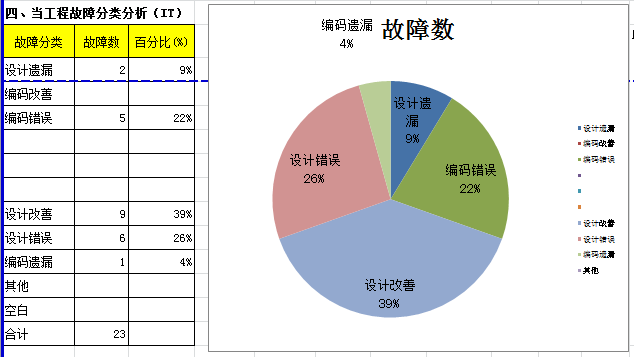 四、当工程故障分类分析（IT）
故障分类 故障数 百分比(%)
设计遗漏 2 9%
编码改善
编码错误 5 22%
设计改善 9 39%
设计错误 6 26%
编码遗漏 1 4%
其他
空白
合计 23
故障数
编码遗漏
4%
设计遗
漏
9%
编码错误
22%
设计错误
26%
设计改善
39%
设计遗漏
编码改善
编码错误
设计改善
设计错误
编码遗漏
其他